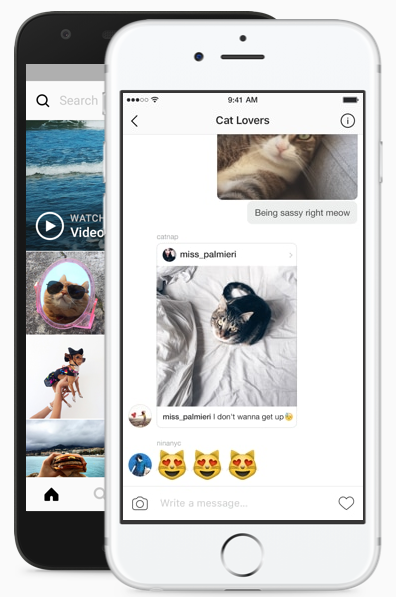 Search
WATCH
Video
9:41 AM
Cat Lovers
Being sassy right meow
catnap
miss_palmieri
miss_palmieri I don't wanna get up
ninanyc
Write a message...